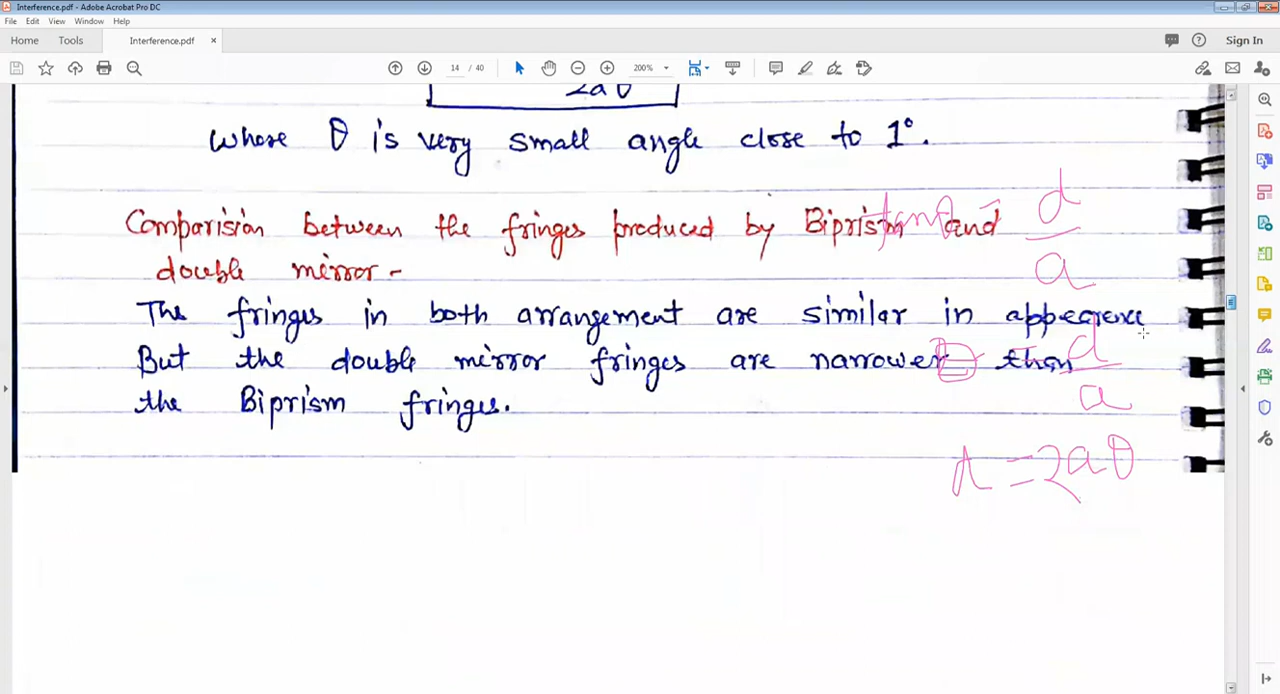 Interference.pdf - Adobe Acrobat Pro DC
File Edit View Window Help
Home Tools Interference.pdf × Sign In
14 / 40 200%
2aθ
Where θ is very small angle close to 1°.
Comparision between the fringes produced by Biprism and
double mirror-
tanθ = d
a
The fringes in both arrangement are similar in appearence
But the double mirror fringes are narrower than
the Biprism fringes.
d
a
d = 2aθ